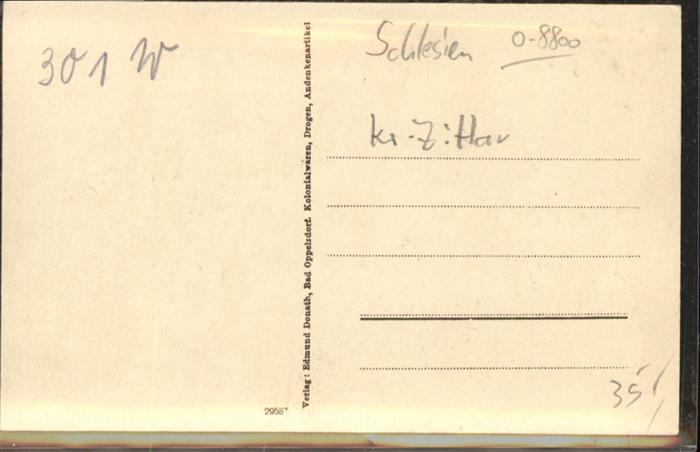 301 W
Schlesien 0-8800
Kr. Zittau
Verlag: Edmund Donath, Bad Oppelsdorf. Kolonialwaren, Drogen, Andenkenartikel
29587
35,